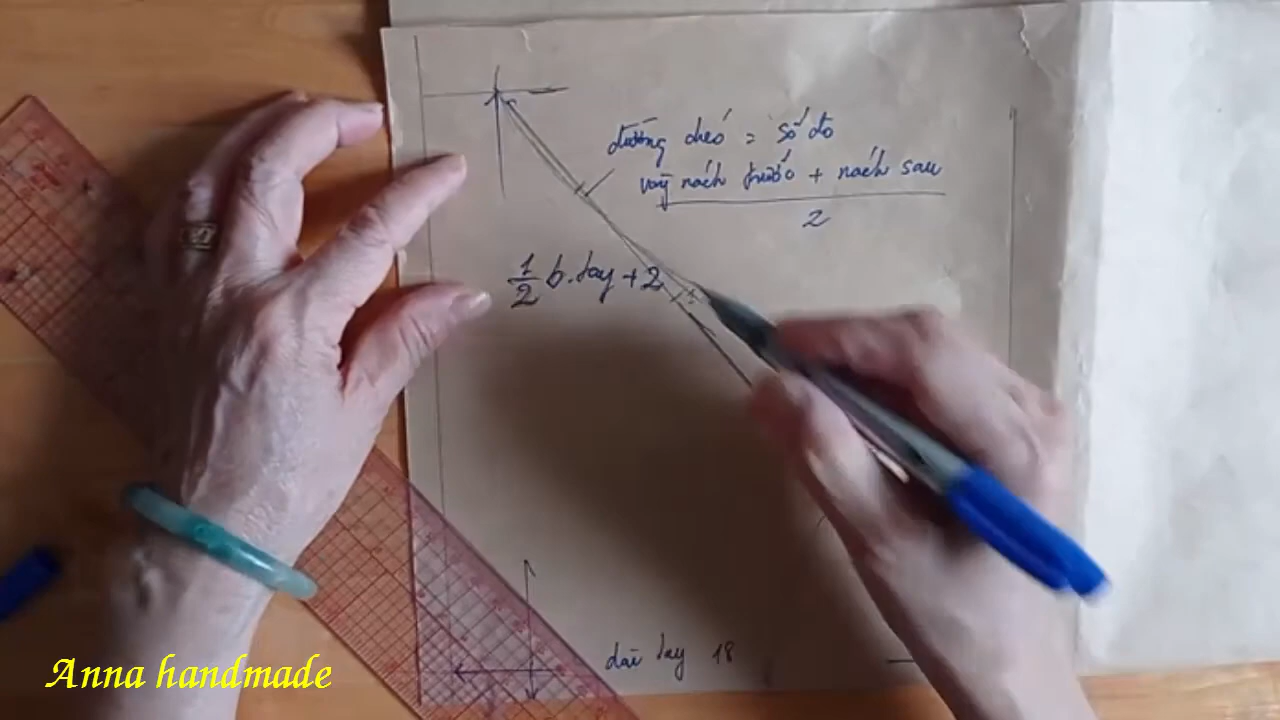 đường chéo = số đo
vòng nách trước + nách sau
2
1/2 b.tay + 2
1
dài tay 18
Anna handmade